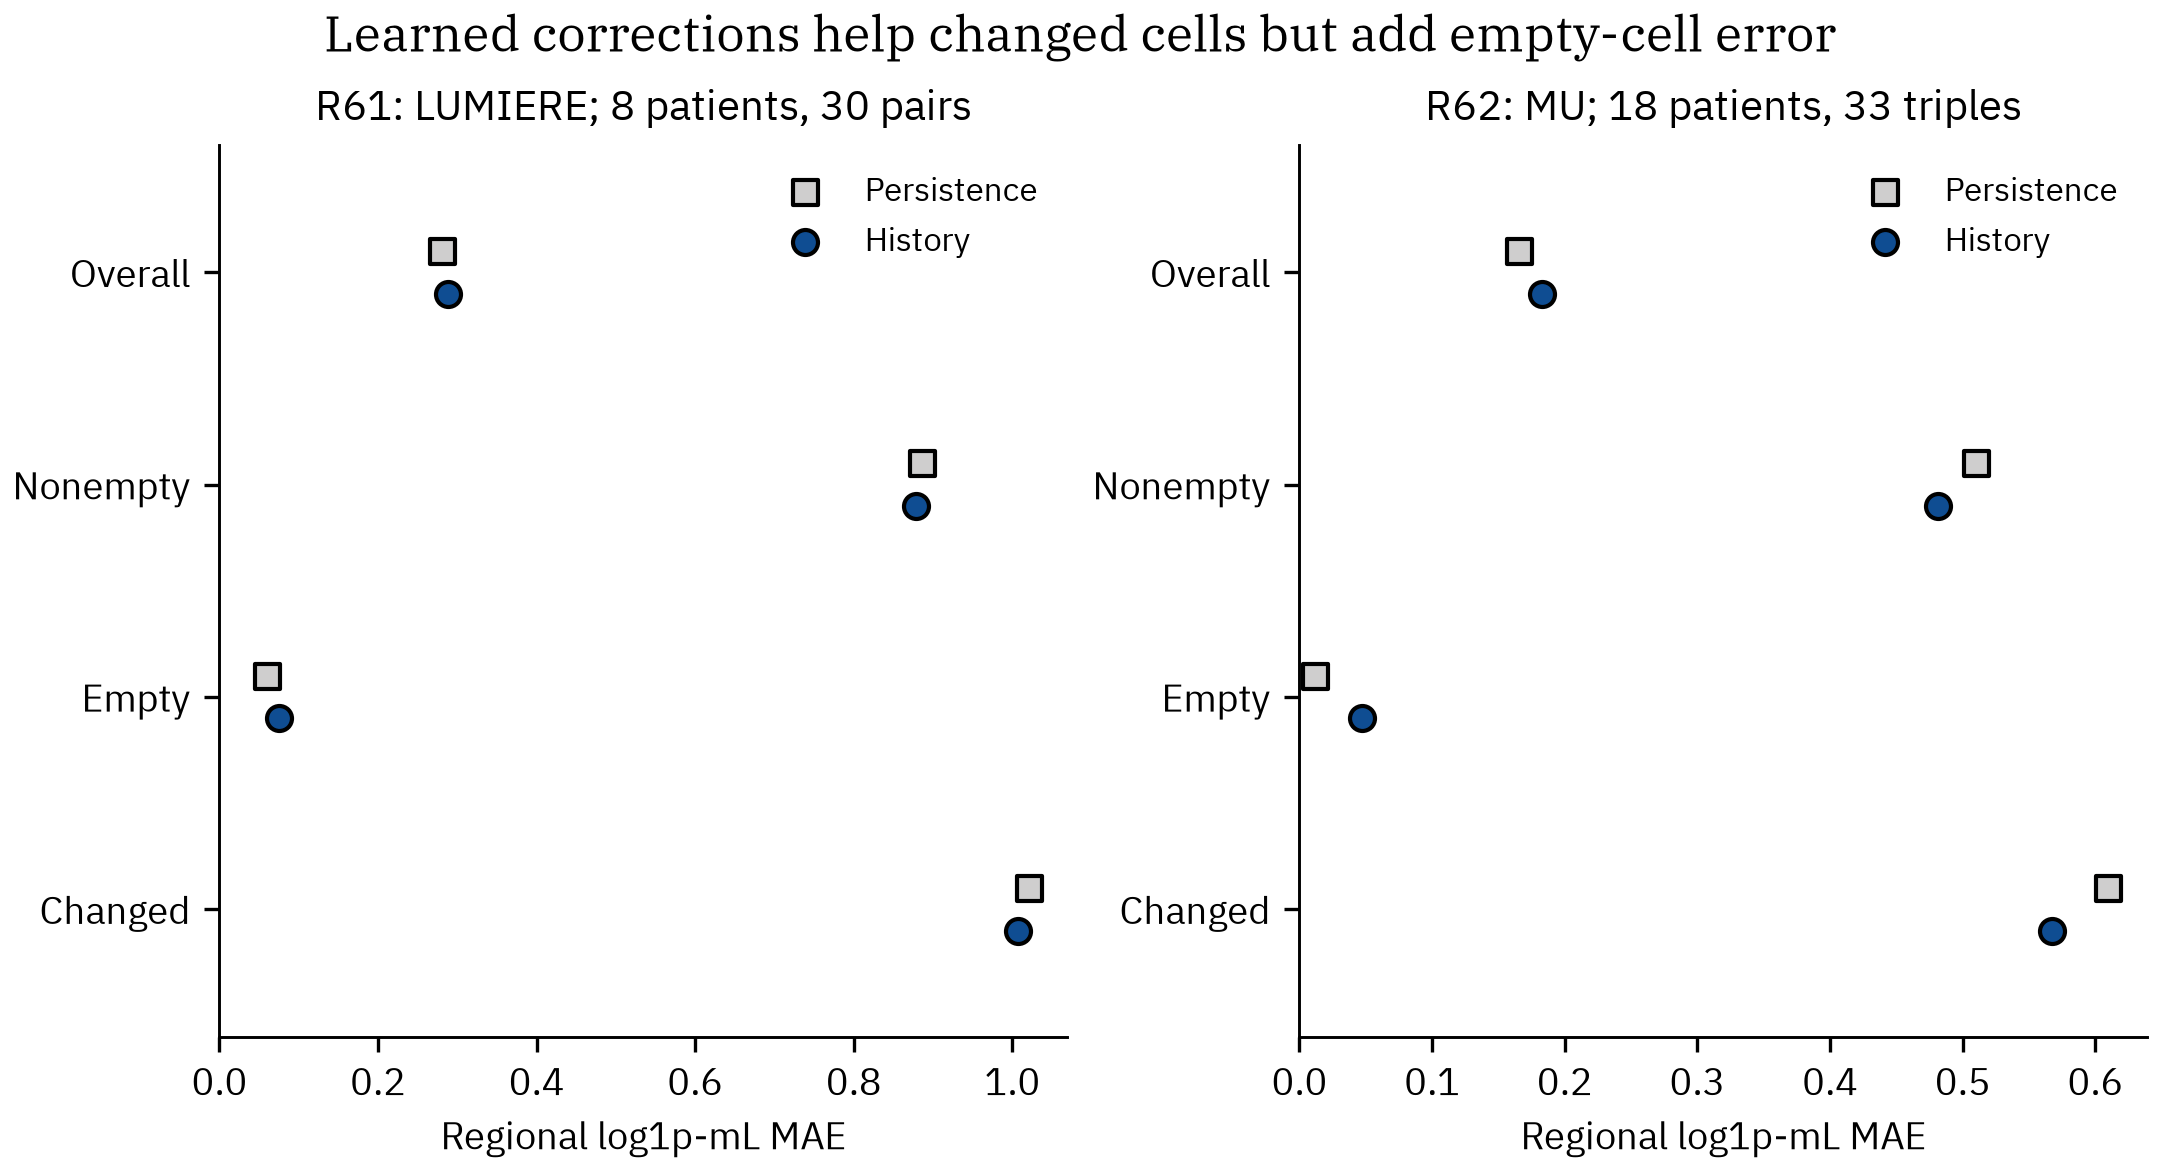 Learned corrections help changed cells but add empty-cell error
R61: LUMIERE; 8 patients, 30 pairs
Persistence
History
Overall
Nonempty
Empty
Changed
0.0 0.2 0.4 0.6 0.8 1.0
Regional log1p-mL MAE
R62: MU; 18 patients, 33 triples
Persistence
History
Overall
Nonempty
Empty
Changed
0.0 0.1 0.2 0.3 0.4 0.5 0.6
Regional log1p-mL MAE